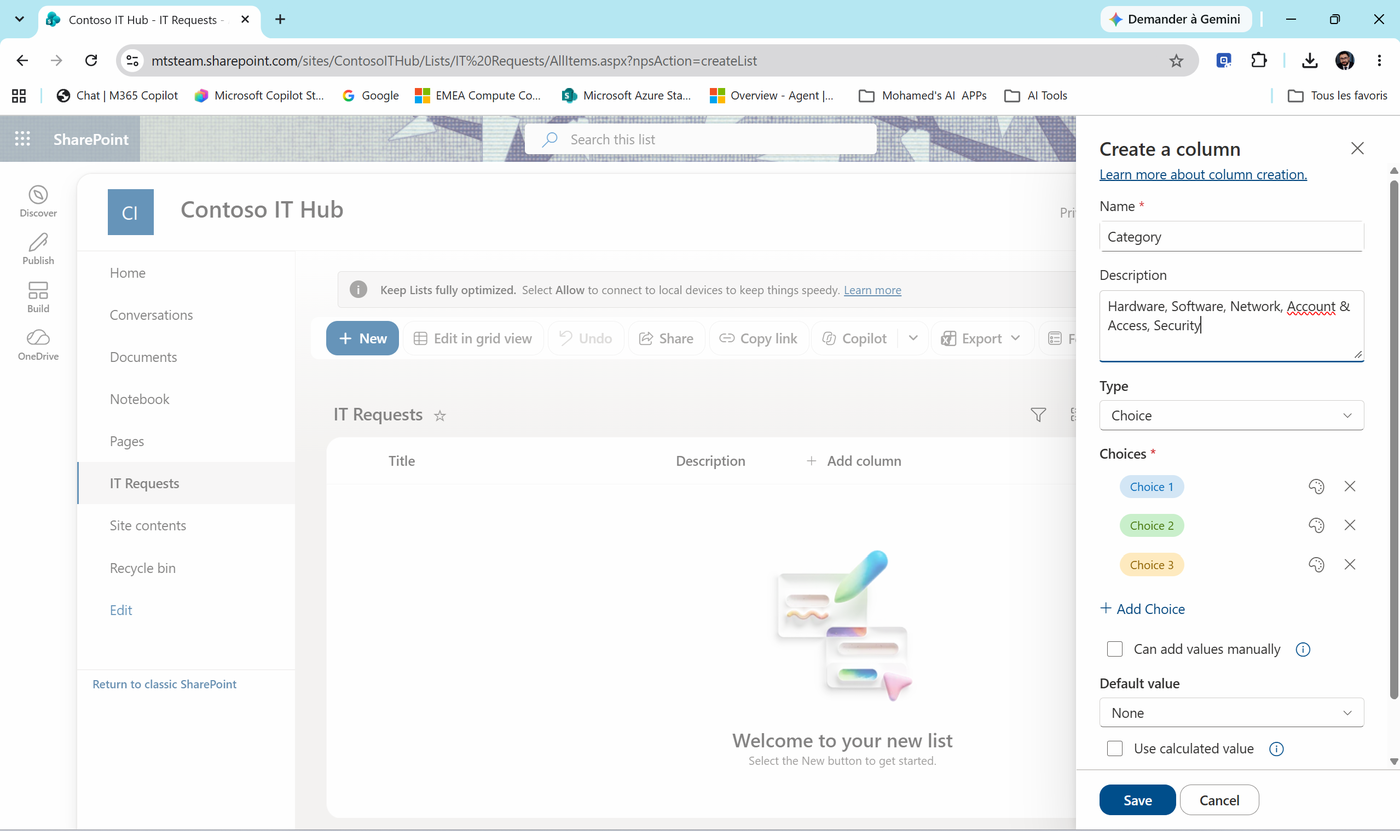 Contoso IT Hub - IT Requests -
Demander à Gemini
mtsteam.sharepoint.com/sites/ContosoITHub/Lists/IT%20Requests/AllItems.aspx?npsAction=createList
Chat | M365 Copilot
Microsoft Copilot St...
Google
EMEA Compute Co...
Microsoft Azure Sta...
Overview - Agent |...
Mohamed's AI APPs
AI Tools
Tous les favoris
SharePoint
Search this list
Discover
Publish
Build
OneDrive
CI
Contoso IT Hub
Home
Conversations
Documents
Notebook
Pages
IT Requests
Site contents
Recycle bin
Edit
Return to classic SharePoint
Keep Lists fully optimized. Select Allow to connect to local devices to keep things speedy. Learn more
New
Edit in grid view
Undo
Share
Copy link
Copilot
Export
IT Requests
Title
Description
Add column
Welcome to your new list
Select the New button to get started.
Create a column
Learn more about column creation.
Name *
Category
Description
Hardware, Software, Network, Account &
Access, Security
Type
Choice
Choices *
Choice 1
Choice 2
Choice 3
+ Add Choice
Can add values manually
Default value
None
Use calculated value
Save
Cancel